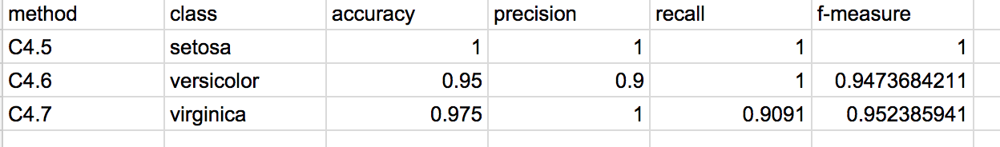 method class accuracy precision recall f-measure
C4.5 setosa 1 1 1 1
C4.6 versicolor 0.95 0.9 1 0.9473684211
C4.7 virginica 0.975 1 0.9091 0.952385941